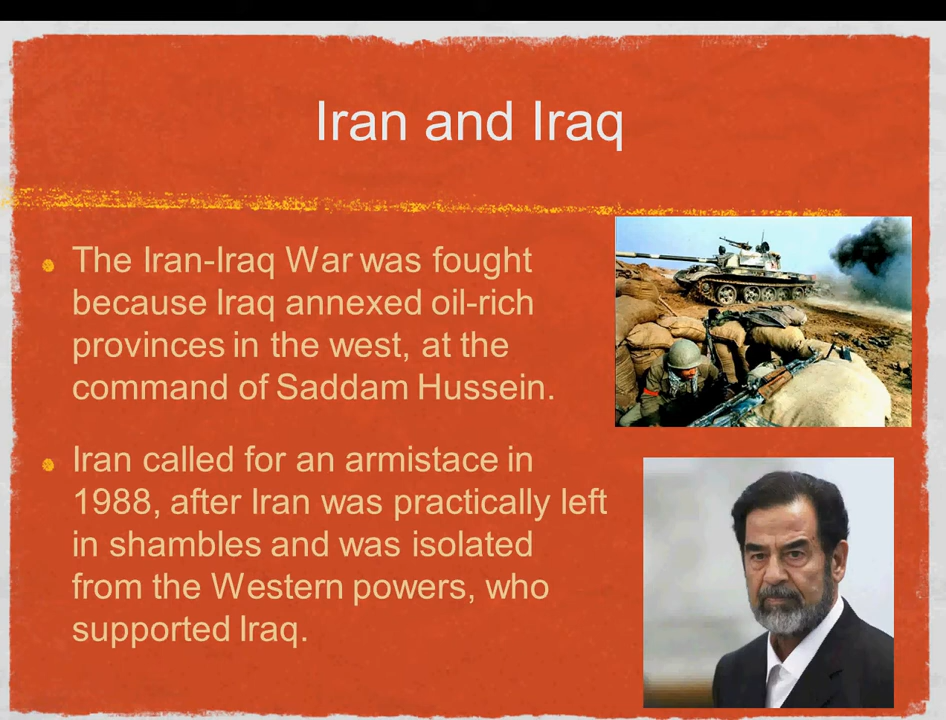 Iran and Iraq
The Iran-Iraq War was fought
because Iraq annexed oil-rich
provinces in the west, at the
command of Saddam Hussein.
Iran called for an armistace in
1988, after Iran was practically left
in shambles and was isolated
from the Western powers, who
supported Iraq.